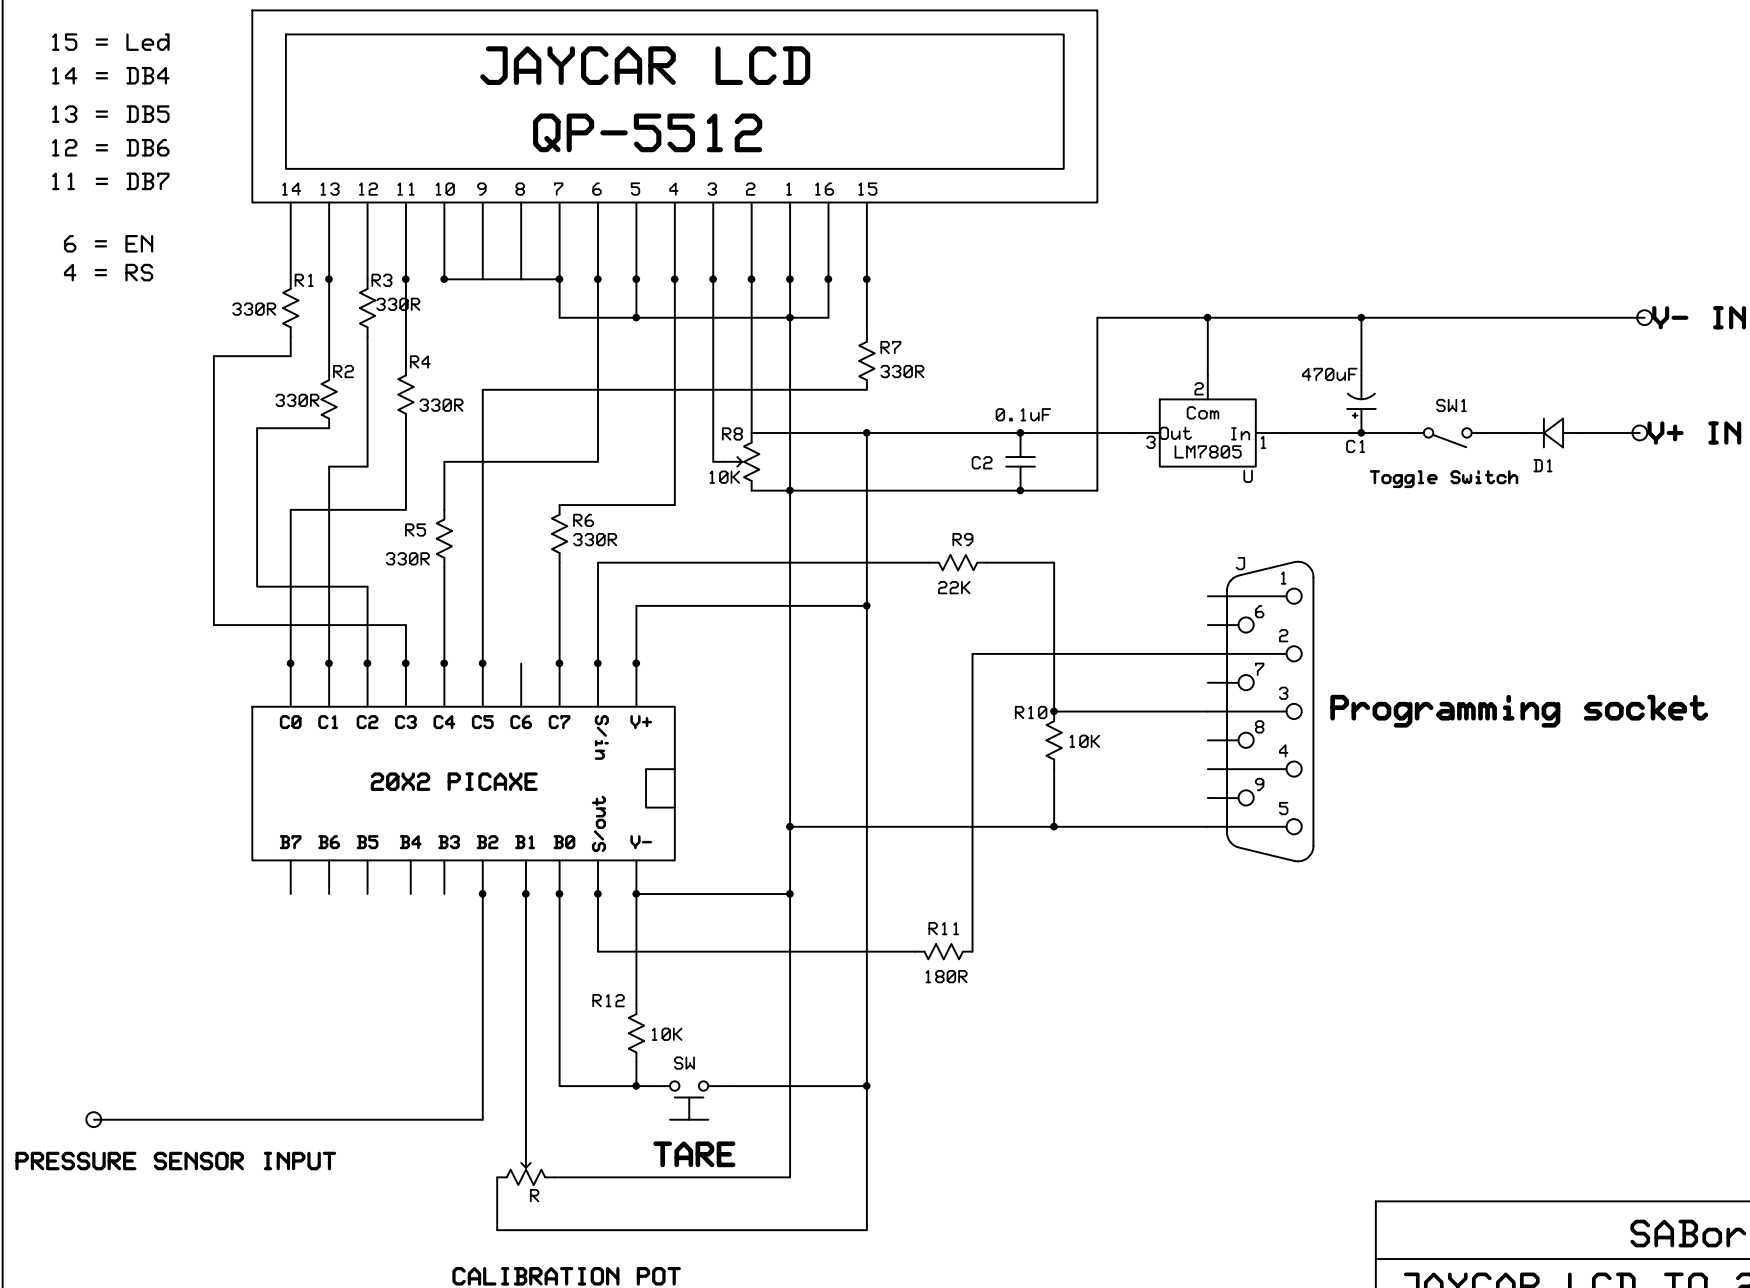 15 = Led
14 = DB4
13 = DB5
12 = DB6
11 = DB7
6 = EN
4 = RS
JAYCAR LCD
QP-5512
14 13 12 11 10 9 8 7 6 5 4 3 2 1 16 15
R1
330R
R3
330R
R2
330R
R4
330R
R7
330R
R8
10K
0.1uF
C2
2
Com
3 Out In 1
LM7805
U
470uF
C1
SW1
Toggle Switch
D1
V- IN
V+ IN
R5
330R
R6
330R
R9
22K
J
1
6
2
7
3
8
4
9
5
R10
10K
Programming socket
C0 C1 C2 C3 C4 C5 C6 C7 S/in V+
20X2 PICAXE
B7 B6 B5 B4 B3 B2 B1 B0 S/out V-
R11
180R
R12
10K
SW
TARE
PRESSURE SENSOR INPUT
R
CALIBRATION POT
SABor
JAYCAR LCD TO 2